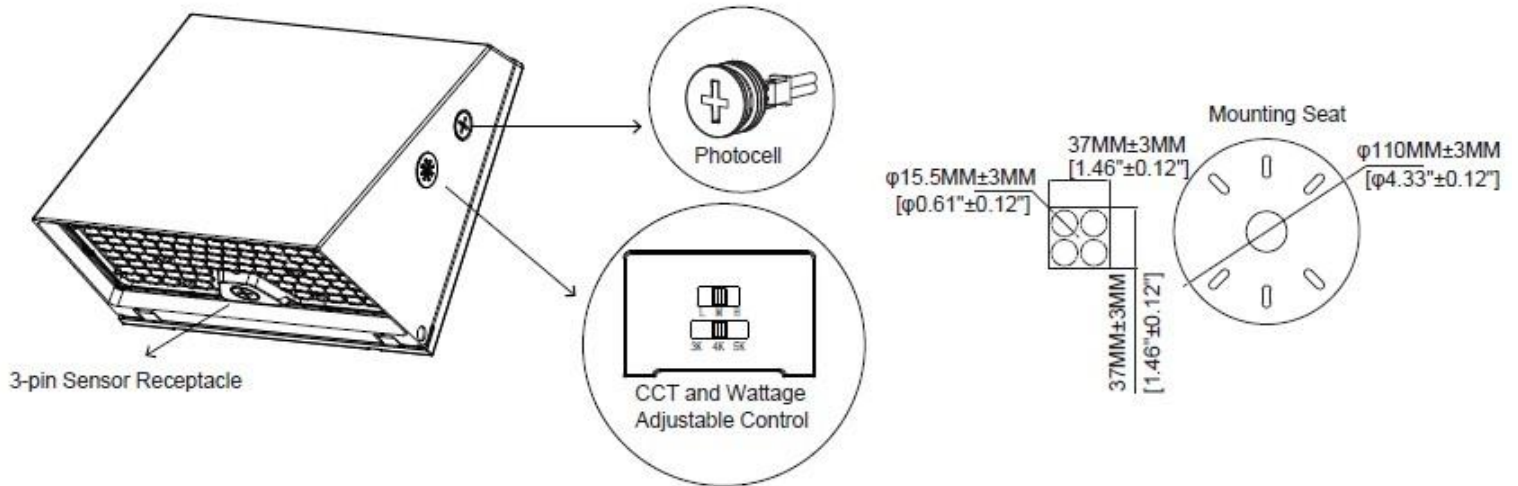 Photocell
3-pin Sensor Receptacle
L M H
3K 4K 5K
CCT and Wattage
Adjustable Control
Mounting Seat
37MM±3MM
[1.46"±0.12"]
φ15.5MM±3MM
[φ0.61"±0.12"]
φ110MM±3MM
[φ4.33"±0.12"]
37MM±3MM
[1.46"±0.12"]